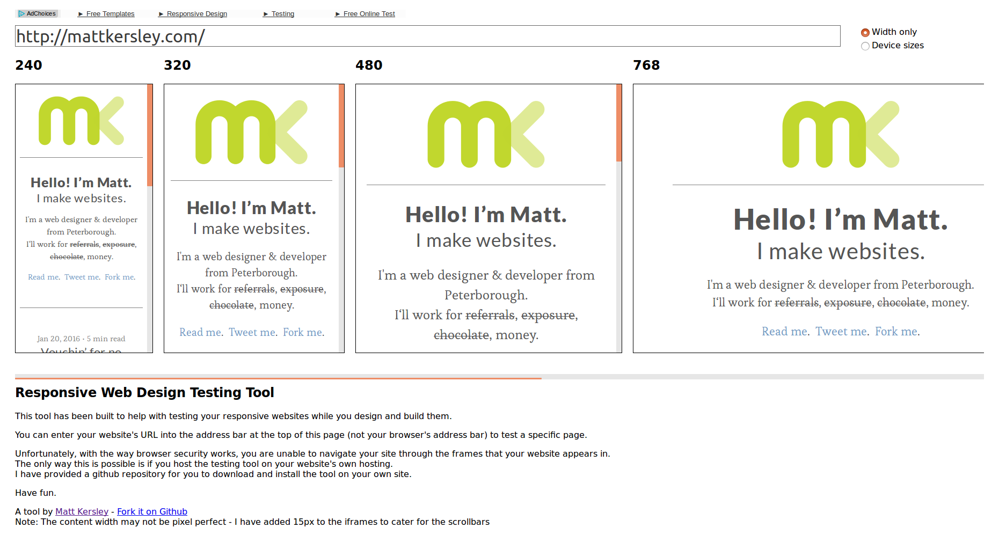 AdChoices
► Free Templates
► Responsive Design
► Testing
► Free Online Test
http://mattkersley.com/
Width only
Device sizes
240
320
480
768
mk
Hello! I’m Matt.
I make websites.
I'm a web designer & developer
from Peterborough.
I‘ll work for referrals, exposure,
chocolate, money.
Read me. Tweet me. Fork me.
Jan 20, 2016 • 5 min read
Vouchin’ for no
mk
Hello! I’m Matt.
I make websites.
I'm a web designer & developer
from Peterborough.
I‘ll work for referrals, exposure,
chocolate, money.
Read me. Tweet me. Fork me.
mk
Hello! I’m Matt.
I make websites.
I'm a web designer & developer from
Peterborough.
I‘ll work for referrals, exposure,
chocolate, money.
mk
Hello! I’m Matt.
I make websites.
I'm a web designer & developer from Peterborough.
I‘ll work for referrals, exposure, chocolate, money.
Read me. Tweet me. Fork me.
Responsive Web Design Testing Tool
This tool has been built to help with testing your responsive websites while you design and build them.
You can enter your website's URL into the address bar at the top of this page (not your browser's address bar) to test a specific page.
Unfortunately, with the way browser security works, you are unable to navigate your site through the frames that your website appears in.
The only way this is possible is if you host the testing tool on your website's own hosting.
I have provided a github repository for you to download and install the tool on your own site.
Have fun.
A tool by Matt Kersley - Fork it on Github
Note: The content width may not be pixel perfect - I have added 15px to the iframes to cater for the scrollbars